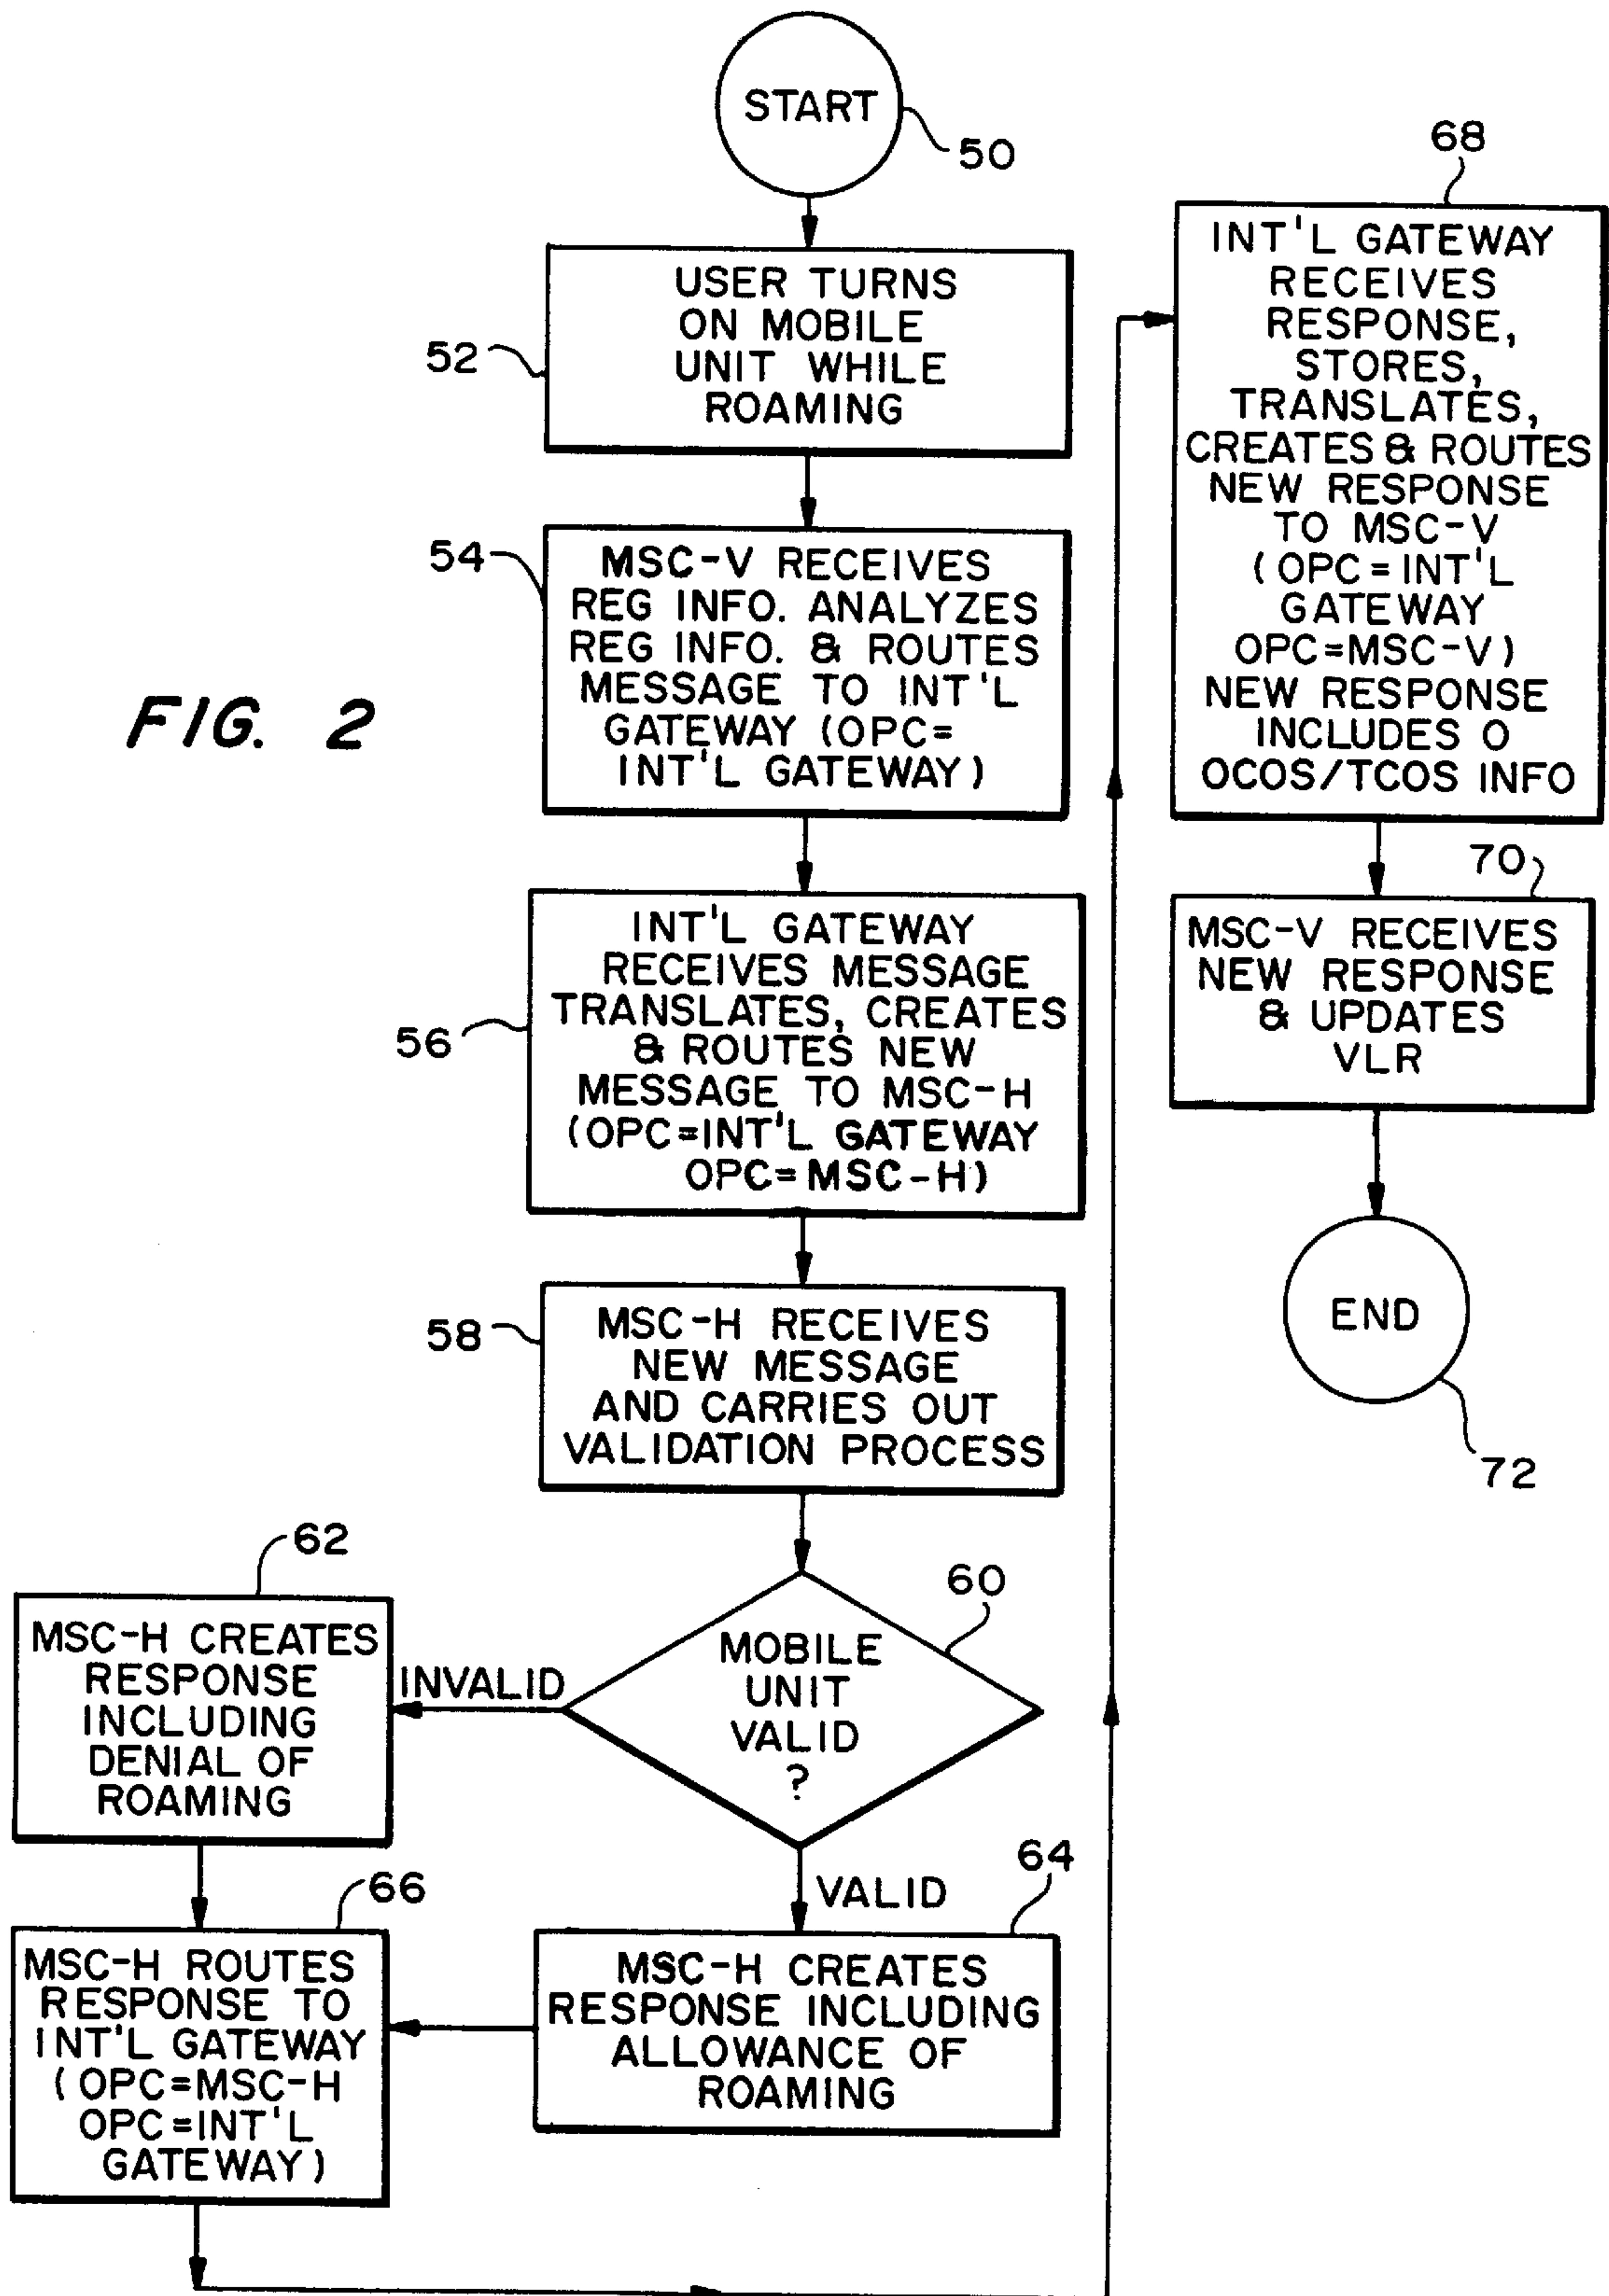 START
50
USER TURNS
ON MOBILE
UNIT WHILE
ROAMING
52
54
MSC-V RECEIVES
REG INFO. ANALYZES
REG INFO. & ROUTES
MESSAGE TO INT'L
GATEWAY (OPC=
INT'L GATEWAY)
FIG. 2
INT'L GATEWAY
RECEIVES MESSAGE
TRANSLATES, CREATES
& ROUTES NEW
MESSAGE TO MSC-H
(OPC=INT'L GATEWAY
OPC=MSC-H)
56
58
MSC-H RECEIVES
NEW MESSAGE
AND CARRIES OUT
VALIDATION PROCESS
60
MOBILE
UNIT
VALID
?
INVALID
62
MSC-H CREATES
RESPONSE
INCLUDING
DENIAL OF
ROAMING
VALID
64
MSC-H CREATES
RESPONSE INCLUDING
ALLOWANCE OF
ROAMING
66
MSC-H ROUTES
RESPONSE TO
INT'L GATEWAY
(OPC=MSC-H
OPC=INT'L
GATEWAY)
68
INT'L GATEWAY
RECEIVES
RESPONSE,
STORES,
TRANSLATES,
CREATES & ROUTES
NEW RESPONSE
TO MSC-V
(OPC=INT'L
GATEWAY
OPC=MSC-V)
NEW RESPONSE
INCLUDES O
OCOS/TCOS INFO
70
MSC-V RECEIVES
NEW RESPONSE
& UPDATES
VLR
END
72